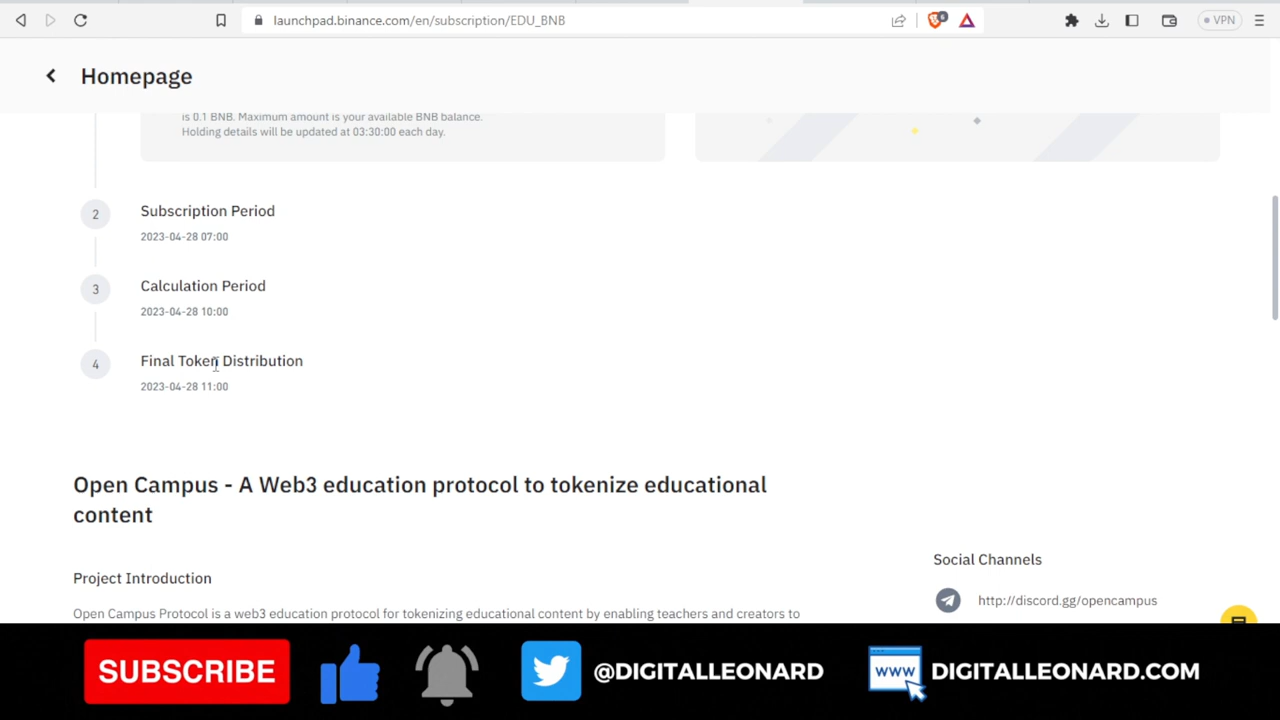 launchpad.binance.com/en/subscription/EDU_BNB
6
VPN
Homepage
is 0.1 BNB. Maximum amount is your available BNB balance.
Holding details will be updated at 03:30:00 each day.
2
Subscription Period
2023-04-28 07:00
3
Calculation Period
2023-04-28 10:00
4
Final Token Distribution
2023-04-28 11:00
Open Campus - A Web3 education protocol to tokenize educational
content
Social Channels
Project Introduction
http://discord.gg/opencampus
Open Campus Protocol is a web3 education protocol for tokenizing educational content by enabling teachers and creators to
SUBSCRIBE
@DIGITALLEONARD
WWW
DIGITALLEONARD.COM